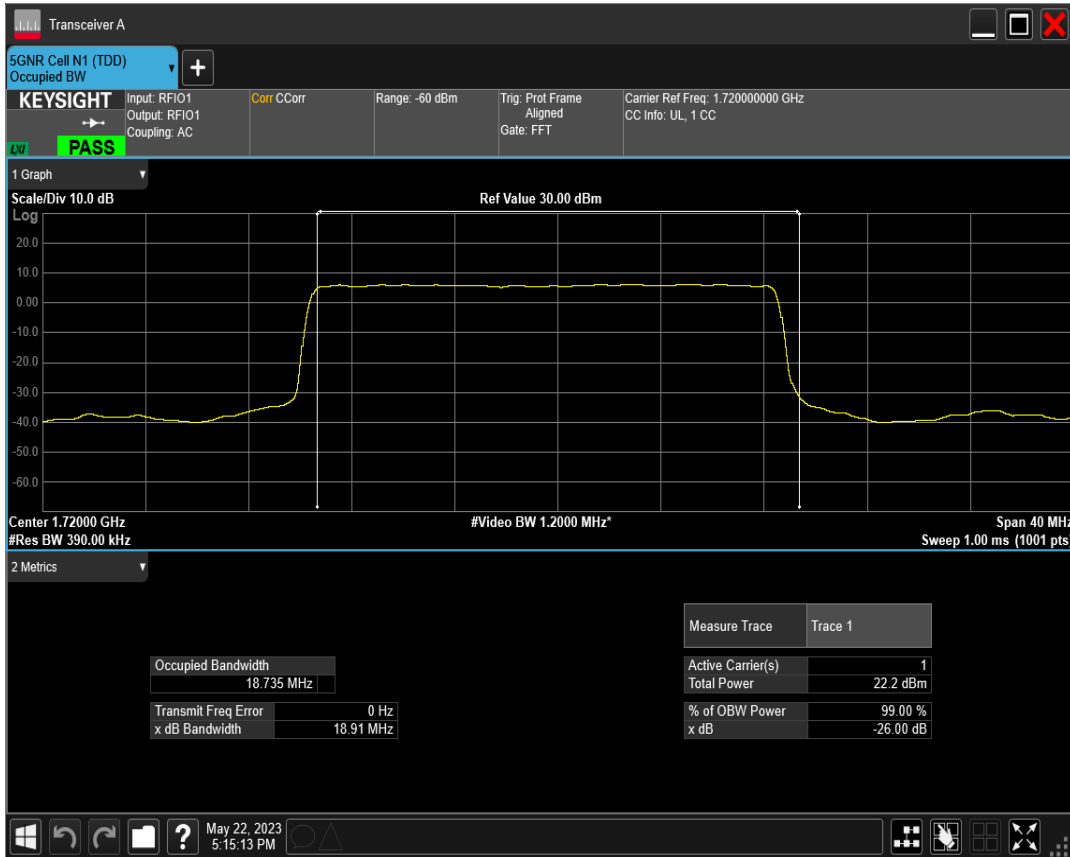 Transceiver A
5GNR Cell N1 (TDD)
Occupied BW
+
KEYSIGHT
LXI
PASS
Input: RFIO1
Output: RFIO1
Coupling: AC
Corr CCorr
Range: -60 dBm
Trig: Prot Frame
Aligned
Gate: FFT
Carrier Ref Freq: 1.720000000 GHz
CC Info: UL, 1 CC
1 Graph
Scale/Div 10.0 dB
Ref Value 30.00 dBm
Log
20.0
10.0
0.00
-10.0
-20.0
-30.0
-40.0
-50.0
-60.0
Center 1.72000 GHz
#Video BW 1.2000 MHz*
Span 40 MHz
#Res BW 390.00 kHz
Sweep 1.00 ms (1001 pts)
2 Metrics
Measure Trace Trace 1
Occupied Bandwidth
18.735 MHz
Active Carrier(s) 1
Total Power 22.2 dBm
Transmit Freq Error 0 Hz
x dB Bandwidth 18.91 MHz
% of OBW Power 99.00 %
x dB -26.00 dB
?
May 22, 2023
5:15:13 PM